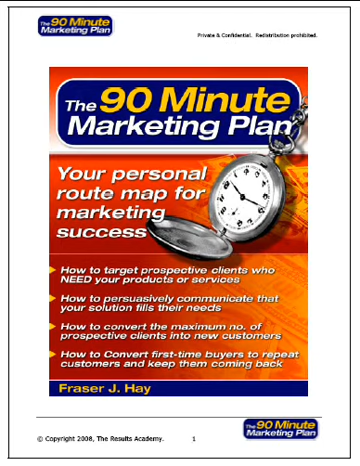 The 90 Minute
Marketing Plan
Private & Confidential. Redistribution prohibited.
The 90 Minute
Marketing Plan
Your personal
route map for
marketing
success
How to target prospective clients who
NEED your products or services
How to persuasively communicate that
your solution fills their needs
How to convert the maximum no. of
prospective clients into new customers
How to Convert first-time buyers to repeat
customers and keep them coming back
Fraser J. Hay
© Copyright 2008, The Results Academy. 1
The 90 Minute
Marketing Plan